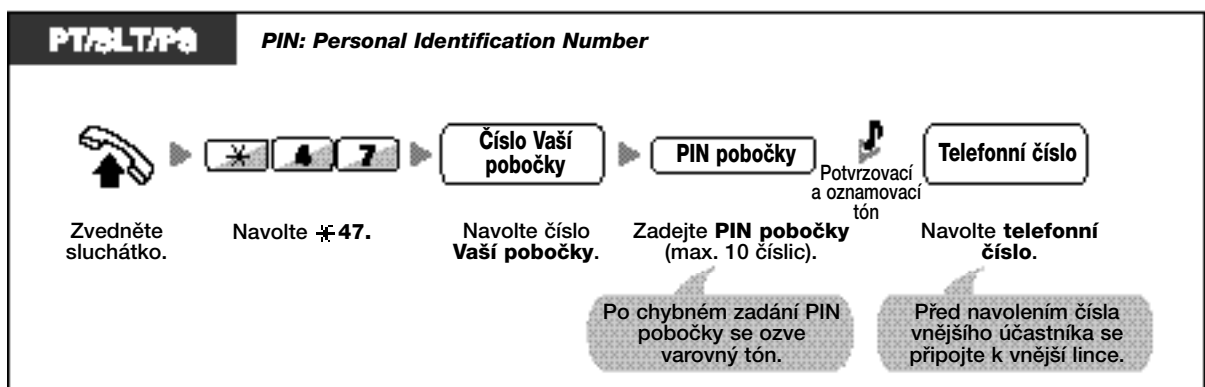 PT/SLT/PS
PIN: Personal Identification Number
Číslo Vaší
pobočky
PIN pobočky
Telefonní číslo
* 4 7
Potvrzovací
a oznamovací
tón
Zvedněte
sluchátko.
Navolte * 47.
Navolte číslo
Vaší pobočky.
Zadejte PIN pobočky
(max. 10 číslic).
Navolte telefonní
číslo.
Po chybném zadání PIN
pobočky se ozve
varovný tón.
Před navolením čísla
vnějšího účastníka se
připojte k vnější lince.